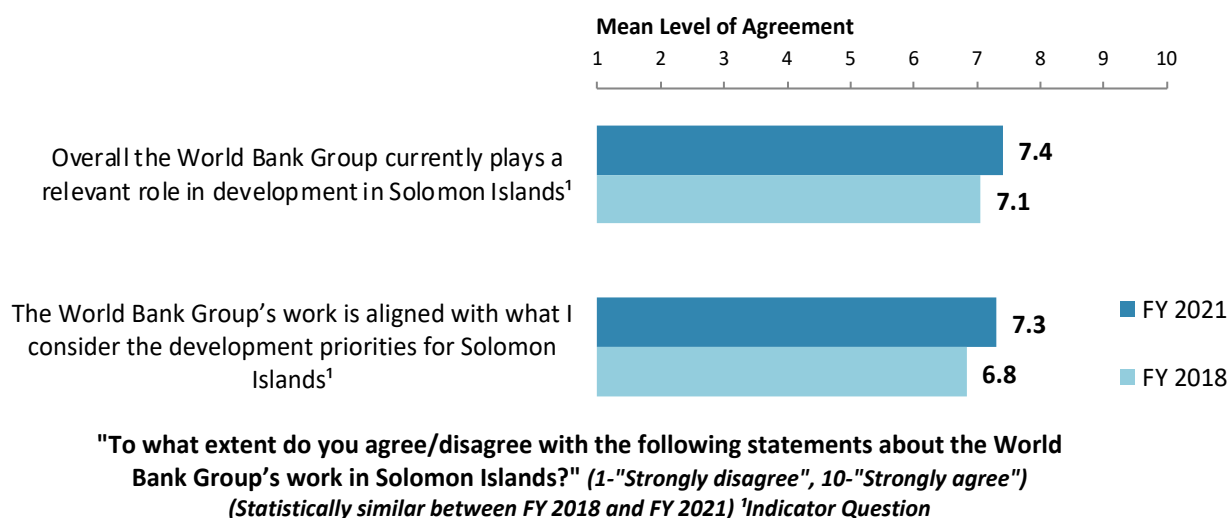 Mean Level of Agreement
1 2 3 4 5 6 7 8 9 10
Overall the World Bank Group currently plays a
relevant role in development in Solomon Islands¹
7.4
7.1
The World Bank Group’s work is aligned with what I
consider the development priorities for Solomon
Islands¹
7.3
6.8
FY 2021
FY 2018
"To what extent do you agree/disagree with the following statements about the World
Bank Group’s work in Solomon Islands?" (1-"Strongly disagree", 10-"Strongly agree")
(Statistically similar between FY 2018 and FY 2021) ¹Indicator Question